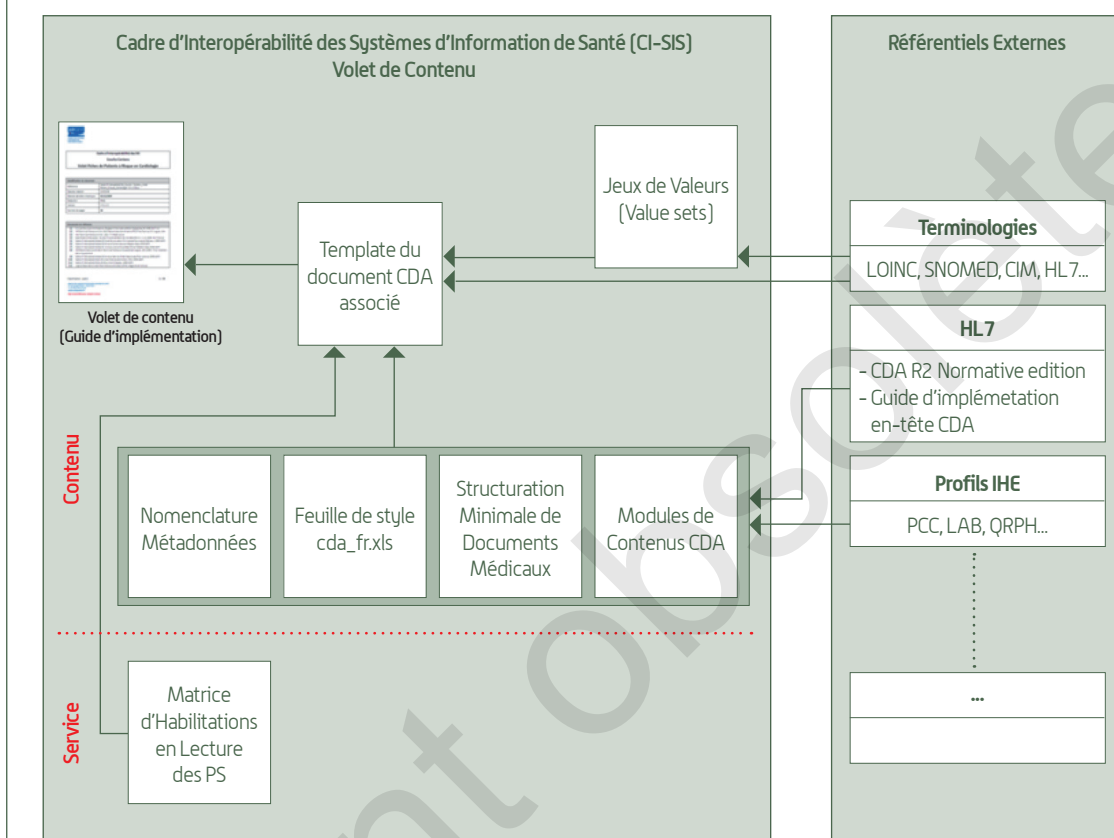 Cadre d'Interopérabilité des Systèmes d'Information de Santé (CI-SIS)
Volet de Contenu
Volet de contenu
(Guide d'implémentation)
Template du
document CDA
associé
Jeux de Valeurs
(Value sets)
Contenu
Nomenclature
Métadonnées
Feuille de style
cda_fr.xls
Structuration
Minimale de
Documents
Médicaux
Modules de
Contenus CDA
Service
Matrice
d'Habilitations
en Lecture
des PS
Référentiels Externes
Terminologies
LOINC, SNOMED, CIM, HL7...
HL7
- CDA R2 Normative edition
- Guide d'implémetation
en-tête CDA
Profils IHE
PCC, LAB, QRPH...
...
nt obsolète